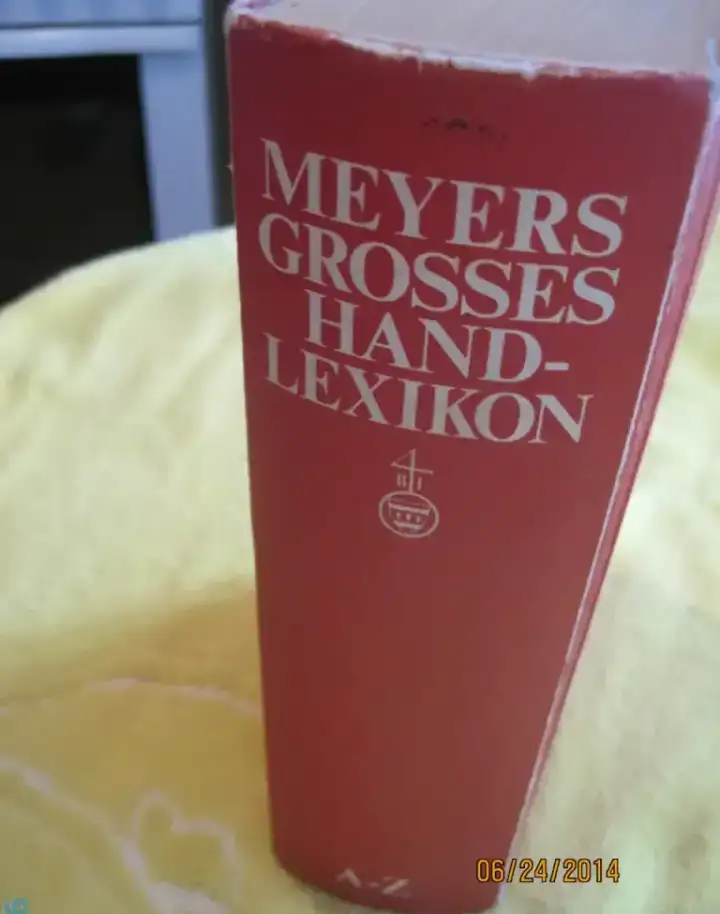 MEYERS
GROSSES
HAND-
LEXIKON
B I
A-Z
06/24/2014